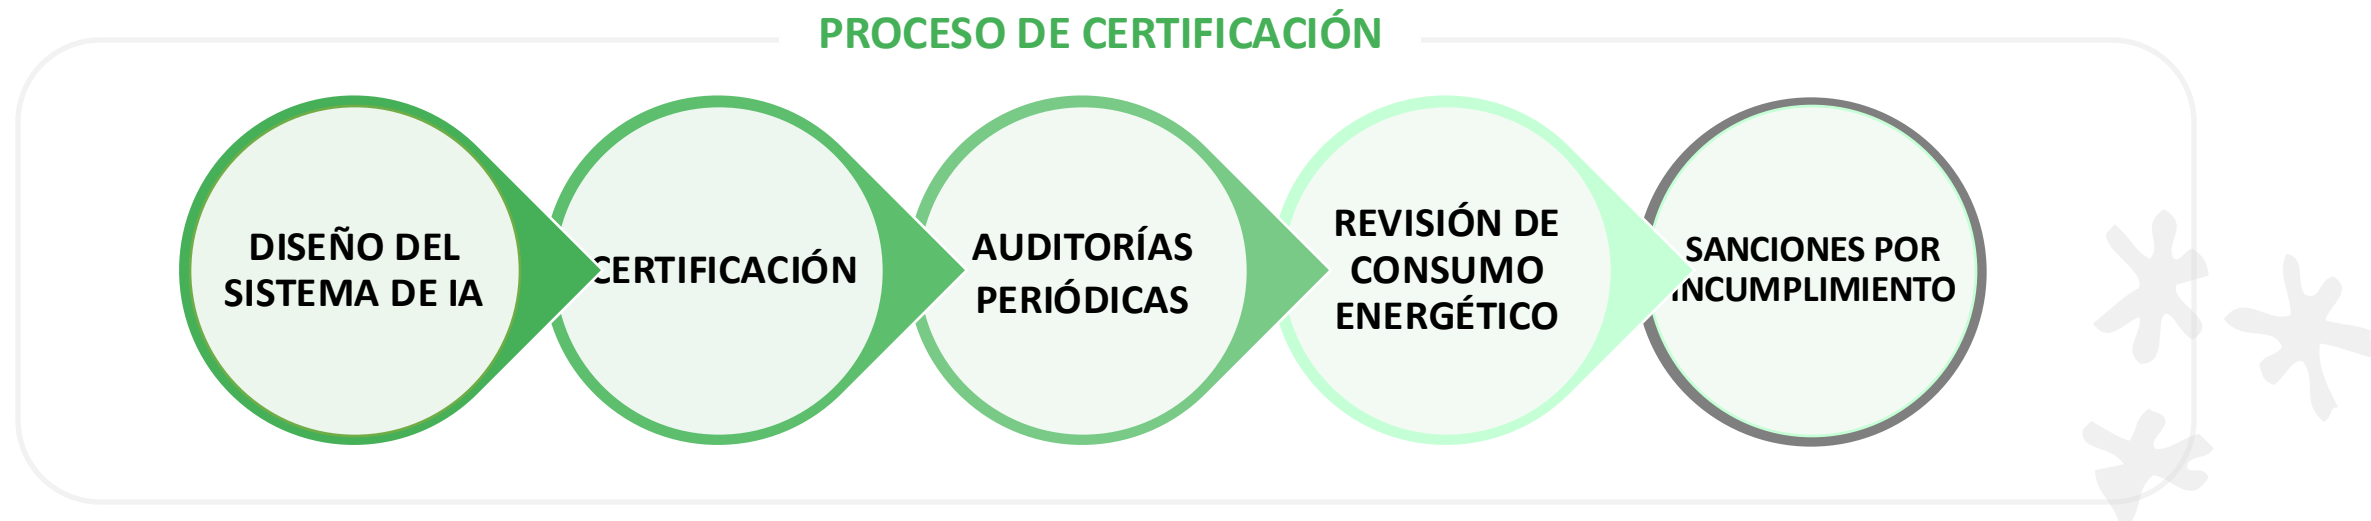 PROCESO DE CERTIFICACIÓN
DISEÑO DEL
SISTEMA DE IA
CERTIFICACIÓN
AUDITORÍAS
PERIÓDICAS
REVISIÓN DE
CONSUMO
ENERGÉTICO
SANCIONES POR
INCUMPLIMIENTO